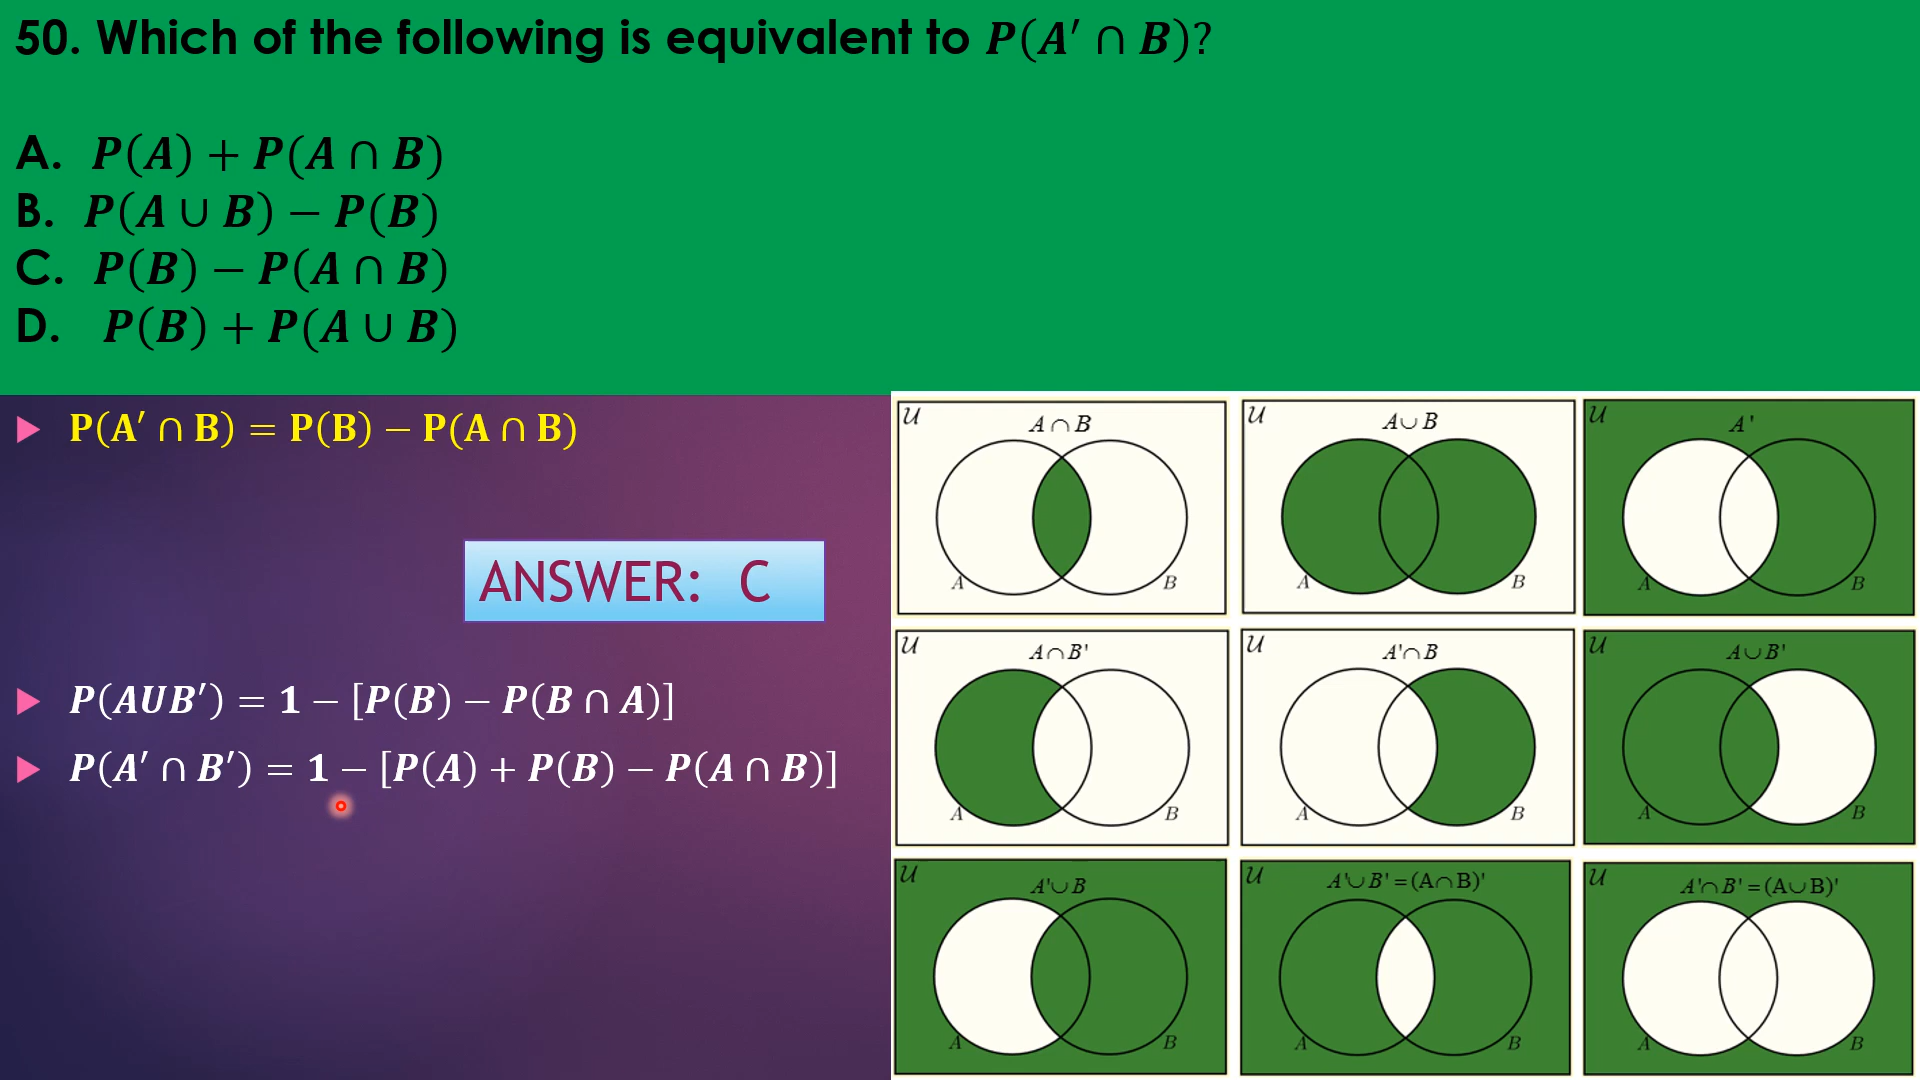 50. Which of the following is equivalent to P(A′ ∩ B)?
A. P(A) + P(A ∩ B)
B. P(A ∪ B) − P(B)
C. P(B) − P(A ∩ B)
D. P(B) + P(A ∪ B)
P(A′ ∩ B) = P(B) − P(A ∩ B)
ANSWER: C
P(AUB′) = 1 − [P(B) − P(B ∩ A)]
P(A′ ∩ B′) = 1 − [P(A) + P(B) − P(A ∩ B)]
U A∩B
A B
U A∪B
A B
U A'
A B
U A∩B'
A B
U A'∩B
A B
U A∪B'
A B
U A'∪B
A B
U A'∪B' = (A∩B)'
A B
U A'∩B' = (A∪B)'
A B